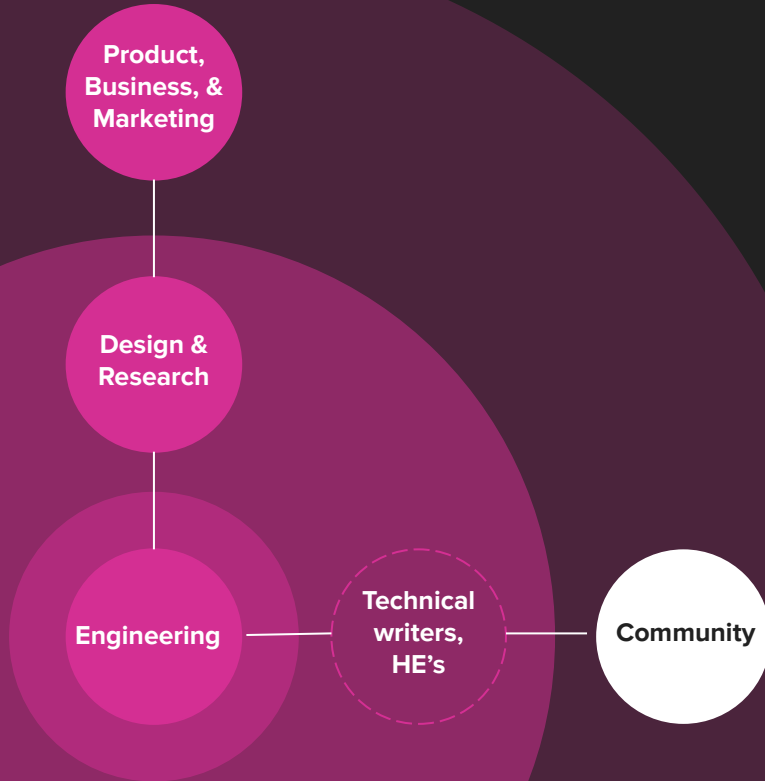 Product,
Business, &
Marketing
Design &
Research
Engineering
Technical
writers,
HE's
Community